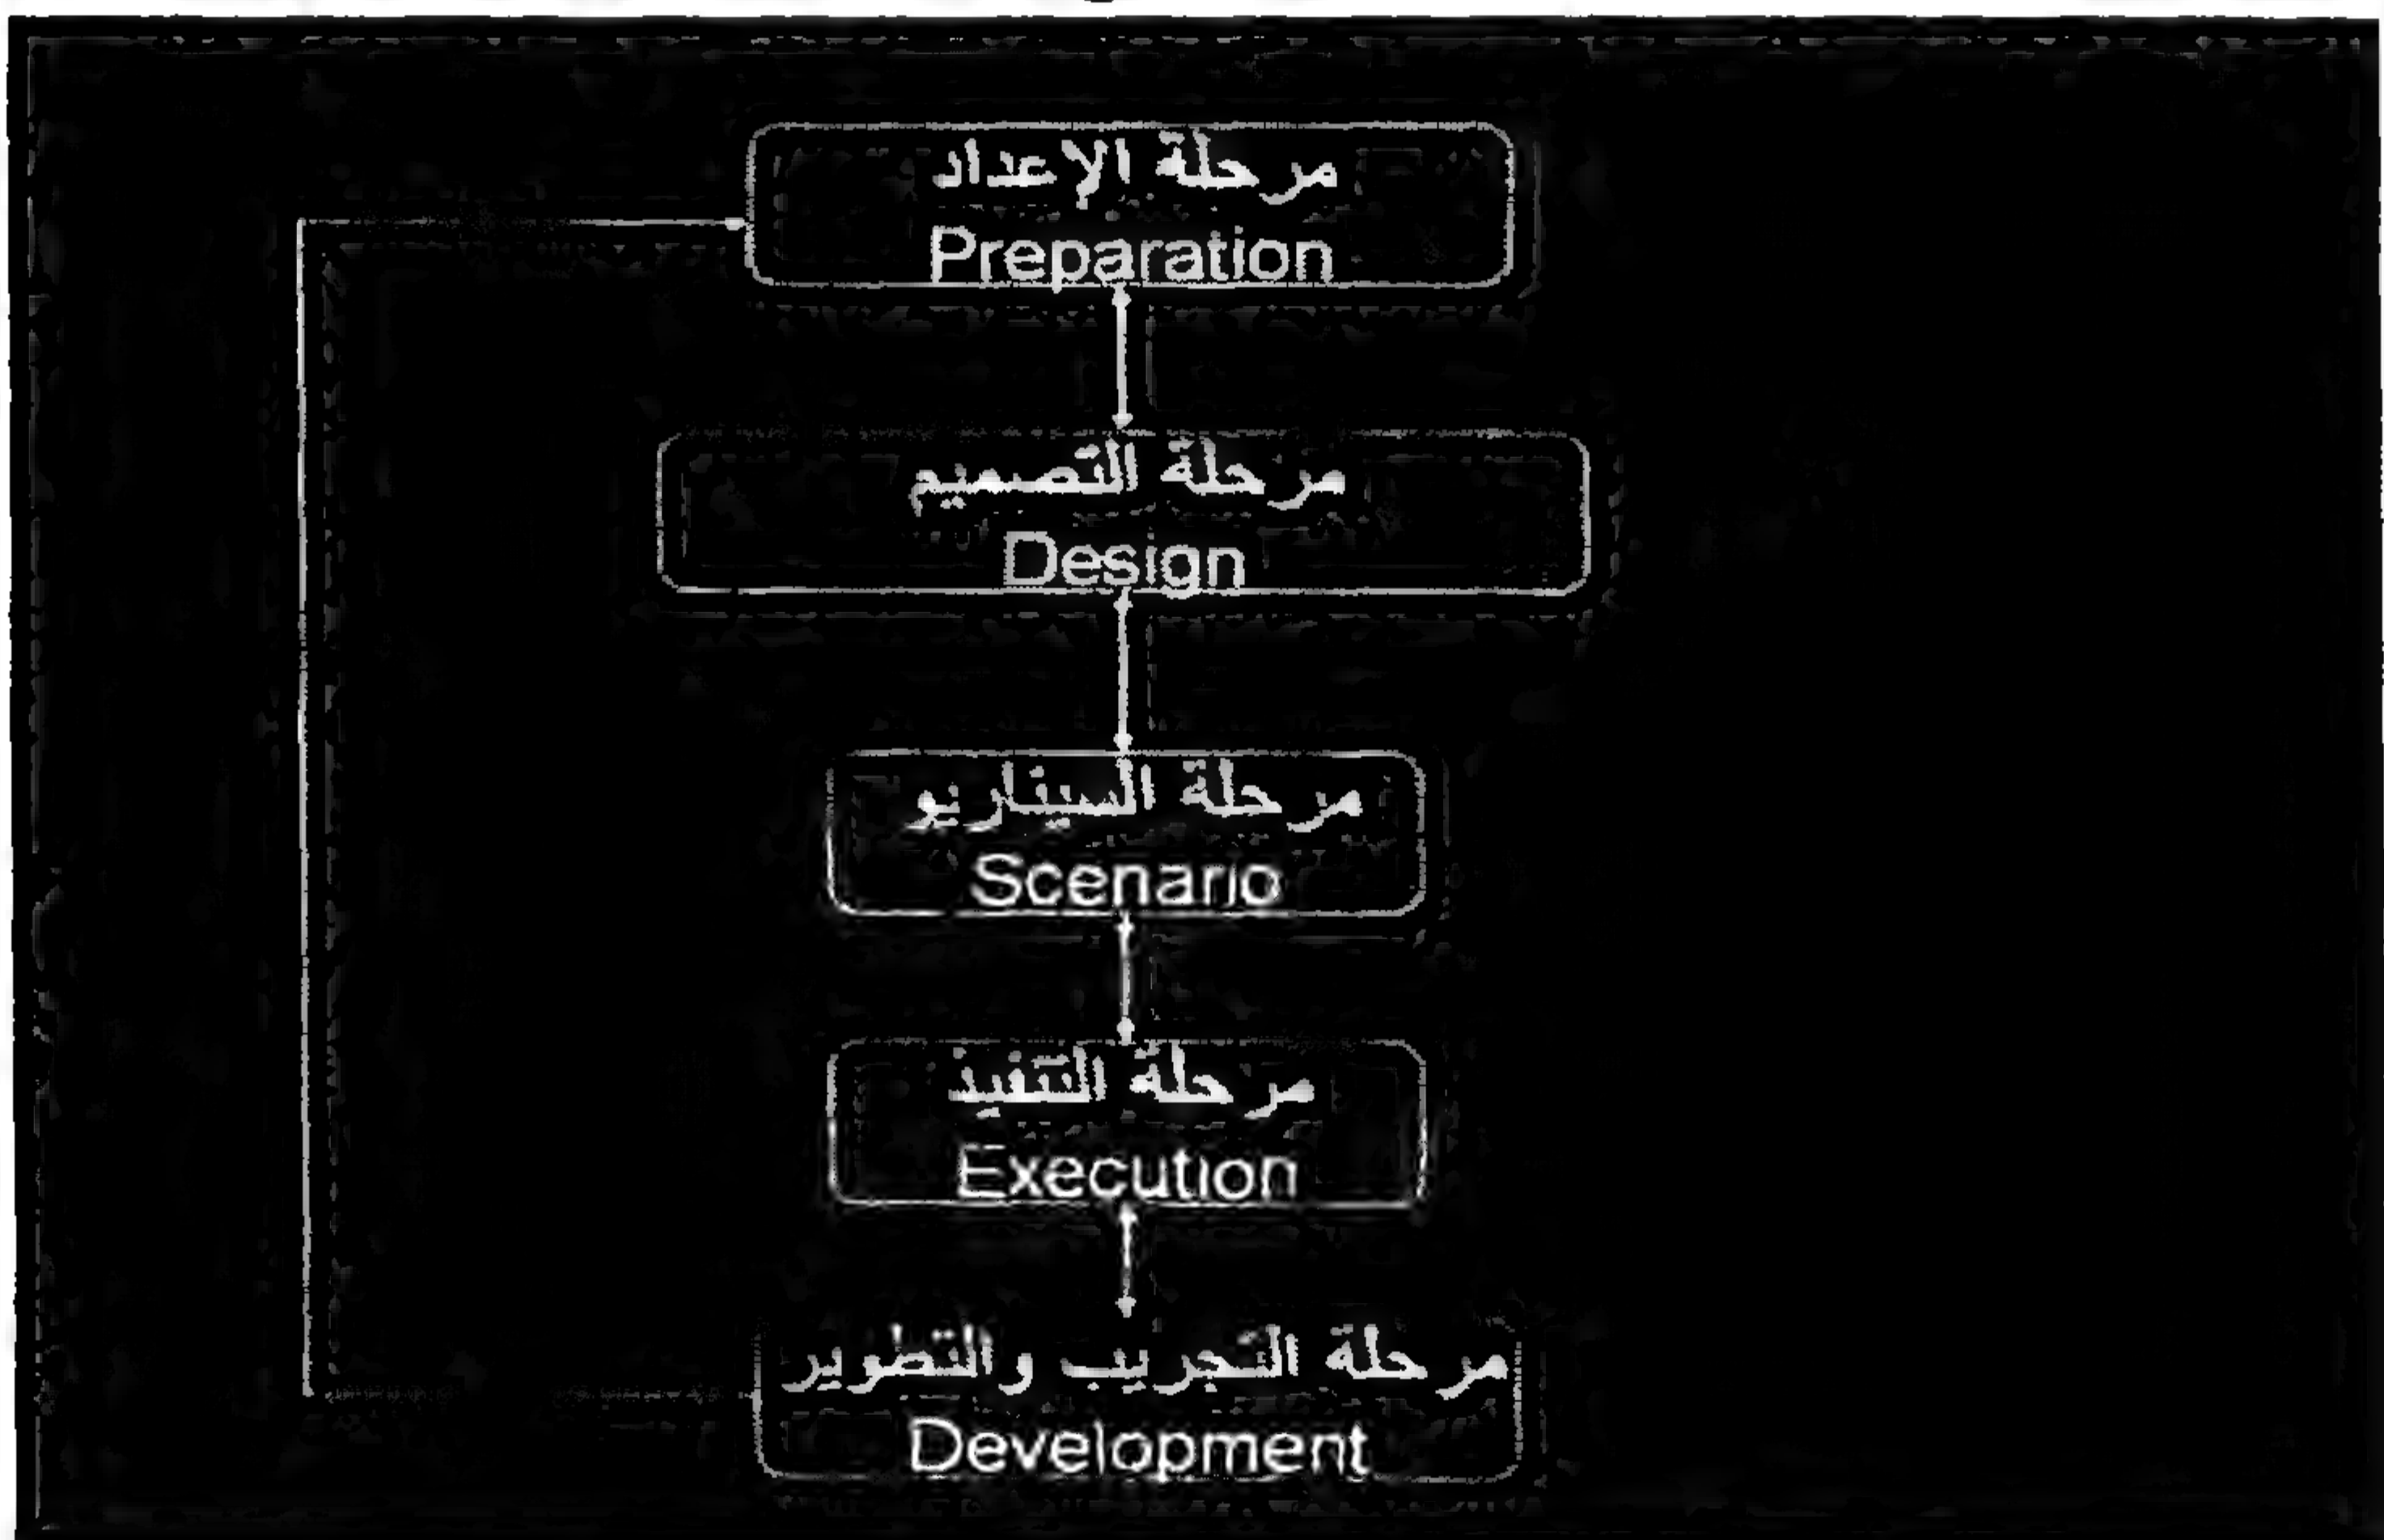 مرحلة الإعداد
Preparation
مرحلة التصميم
Design
مرحلة السيناريو
Scenario
مرحلة التنفيذ
Execution
مرحلة التجريب والتطوير
Development